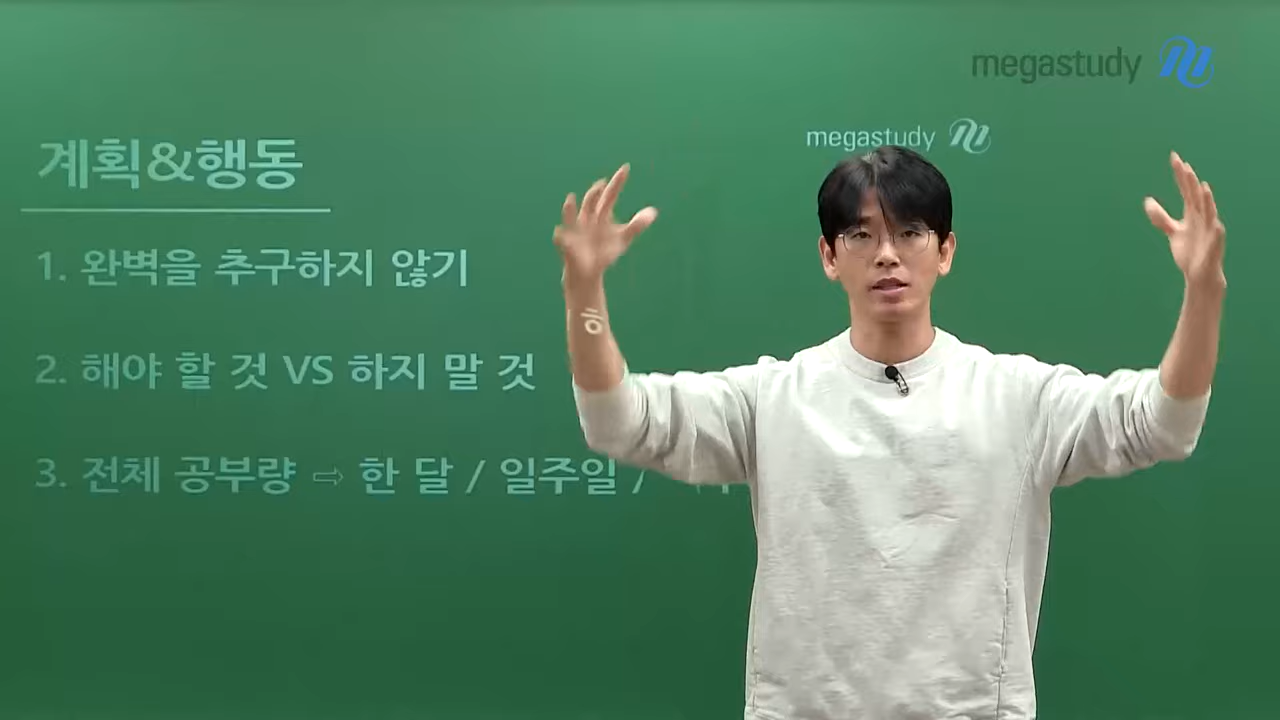 megastudy
megastudy
계획&행동
1. 완벽을 추구하지 않기
2. 해야 할 것 VS 하지 말 것
3. 전체 공부량 ⇨ 한 달 / 일주일 /